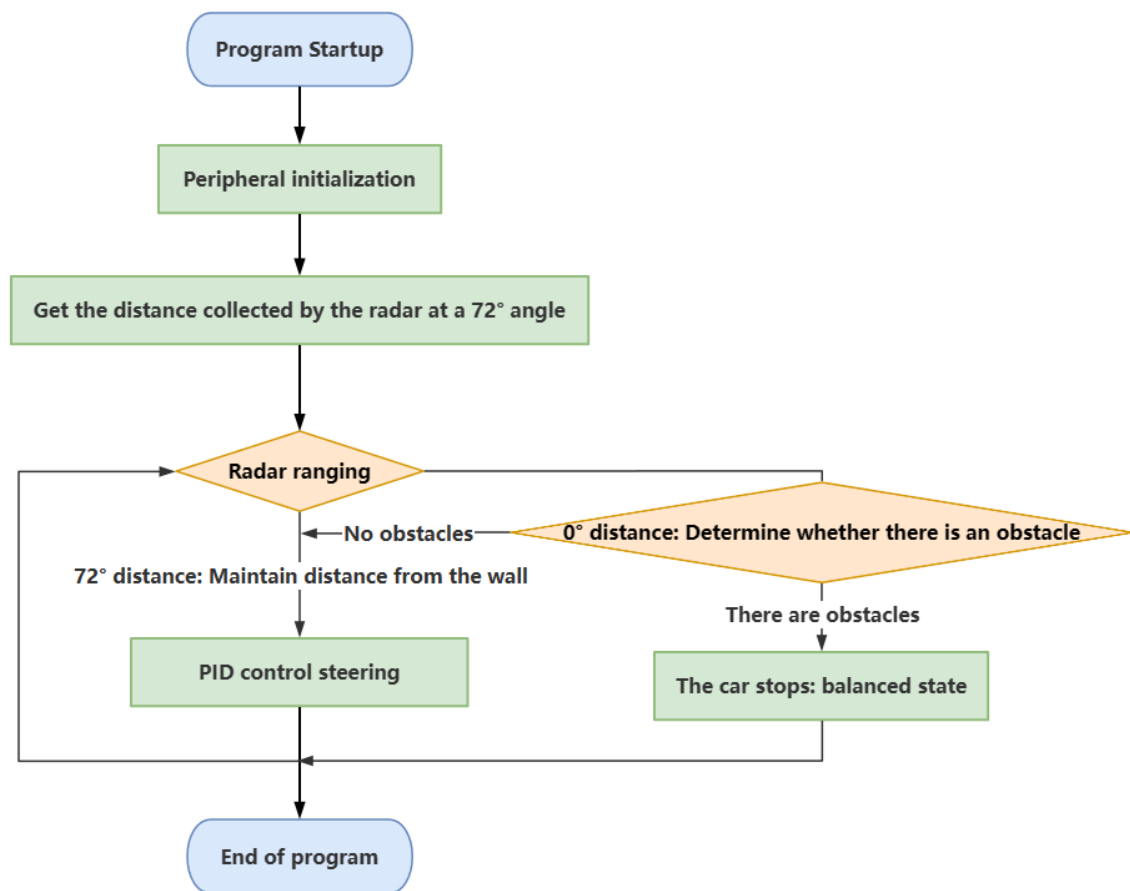 Program Startup
Peripheral initialization
Get the distance collected by the radar at a 72° angle
Radar ranging
No obstacles
0° distance: Determine whether there is an obstacle
72° distance: Maintain distance from the wall
There are obstacles
PID control steering
The car stops: balanced state
End of program